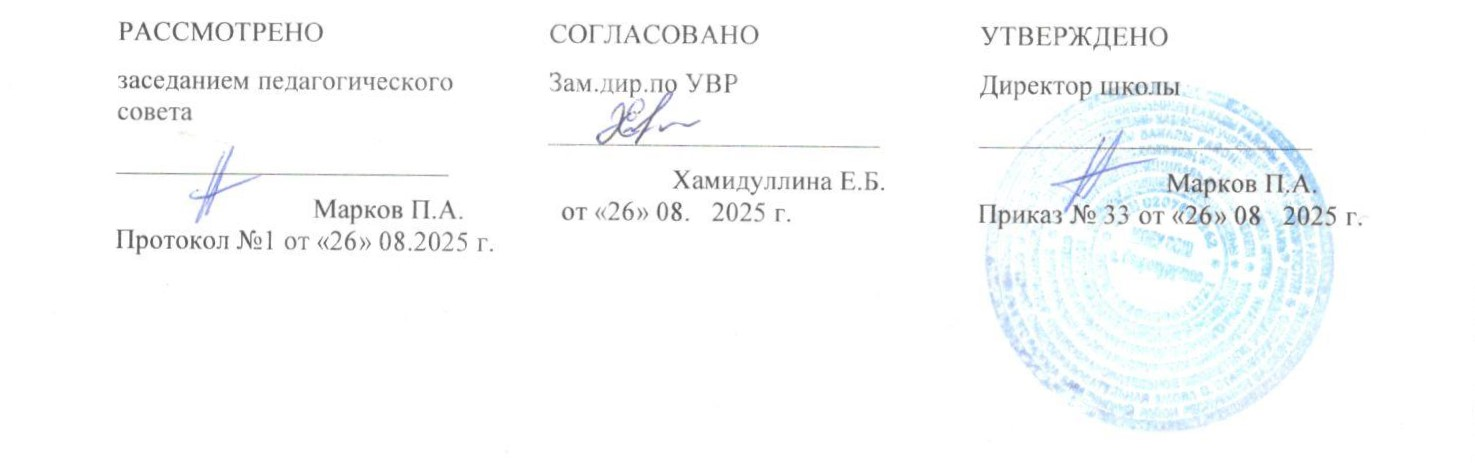 РАССМОТРЕНО
заседанием педагогического
совета
Марков П.А.
Протокол №1 от «26» 08.2025 г.
СОГЛАСОВАНО
Зам.дир.по УВР
Хамидуллина Е.Б.
от «26» 08. 2025 г.
УТВЕРЖДЕНО
Директор школы
Марков П.А.
Приказ № 33 от «26» 08 2025 г.